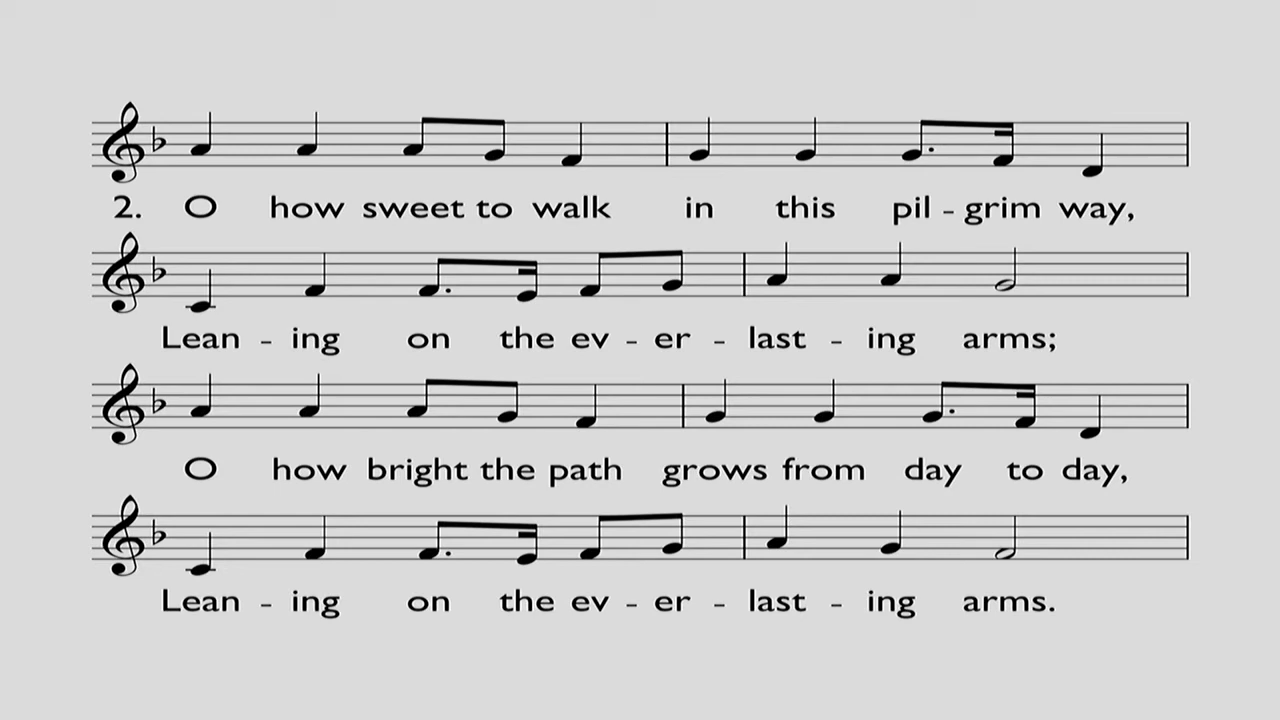 2. O how sweet to walk in this pil - grim way,
Lean - ing on the ev - er - last - ing arms;
O how bright the path grows from day to day,
Lean - ing on the ev - er - last - ing arms.